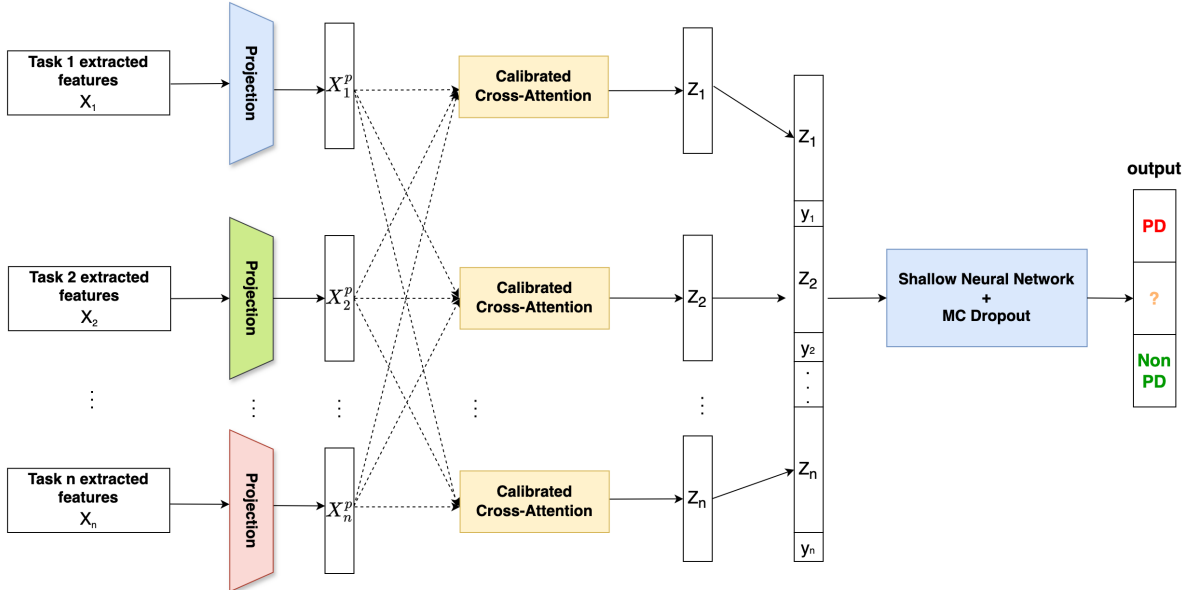 Task 1 extracted
features
X₁
Projection
X₁ᵖ
Calibrated
Cross-Attention
Z₁
Z₁
y₁
output
PD
Task 2 extracted
features
X₂
Projection
X₂ᵖ
Calibrated
Cross-Attention
Z₂
Z₂
y₂
Shallow Neural Network
+
MC Dropout
?
Non
PD
Task n extracted
features
Xₙ
Projection
Xₙᵖ
Calibrated
Cross-Attention
Zₙ
Zₙ
yₙ